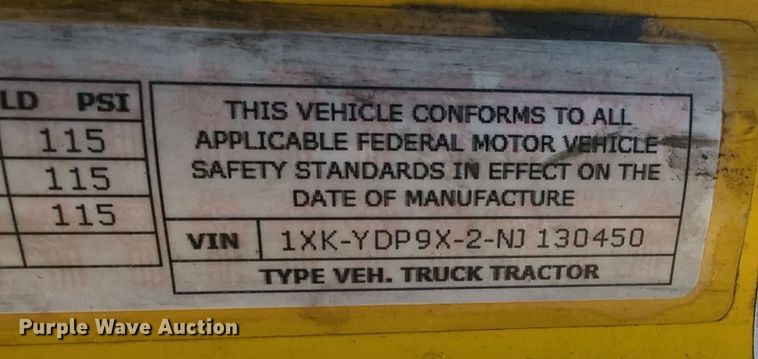 LD PSI
115
115
115
THIS VEHICLE CONFORMS TO ALL
APPLICABLE FEDERAL MOTOR VEHICLE
SAFETY STANDARDS IN EFFECT ON THE
DATE OF MANUFACTURE
VIN 1XK-YDP9X-2-NJ 130450
TYPE VEH. TRUCK TRACTOR
Purple Wave Auction